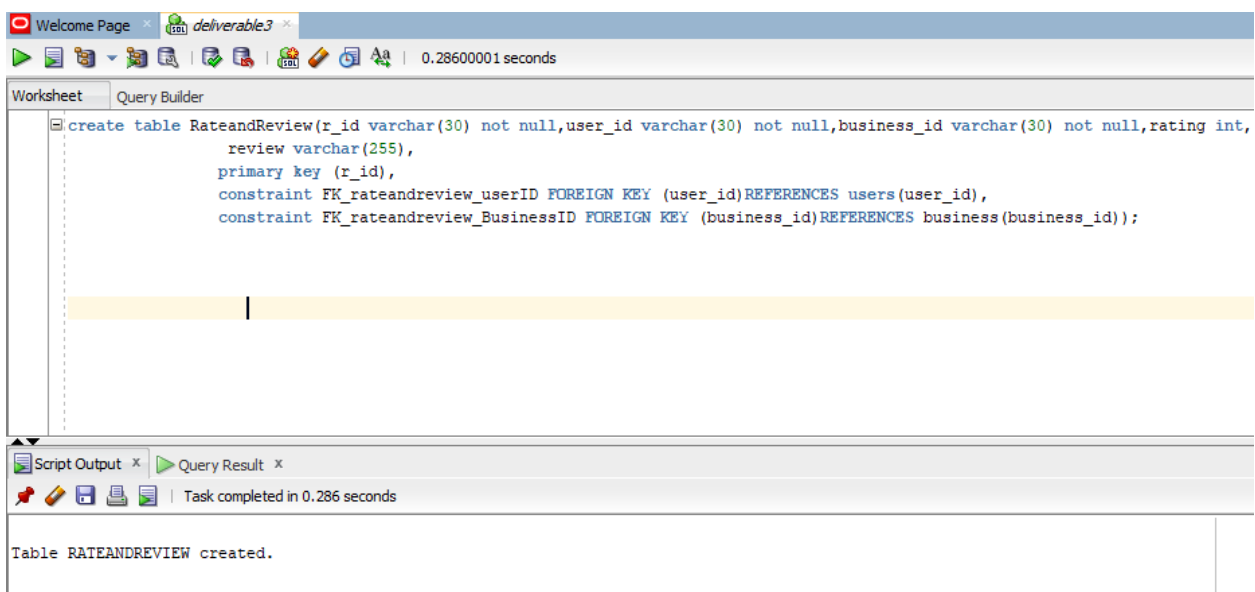 Welcome Page deliverable3
0.28600001 seconds
Worksheet Query Builder
create table RateandReview(r_id varchar(30) not null,user_id varchar(30) not null,business_id varchar(30) not null,rating int,
review varchar(255),
primary key (r_id),
constraint FK_rateandreview_userID FOREIGN KEY (user_id)REFERENCES users(user_id),
constraint FK_rateandreview_BusinessID FOREIGN KEY (business_id)REFERENCES business(business_id));
Script Output x Query Result x
Task completed in 0.286 seconds
Table RATEANDREVIEW created.